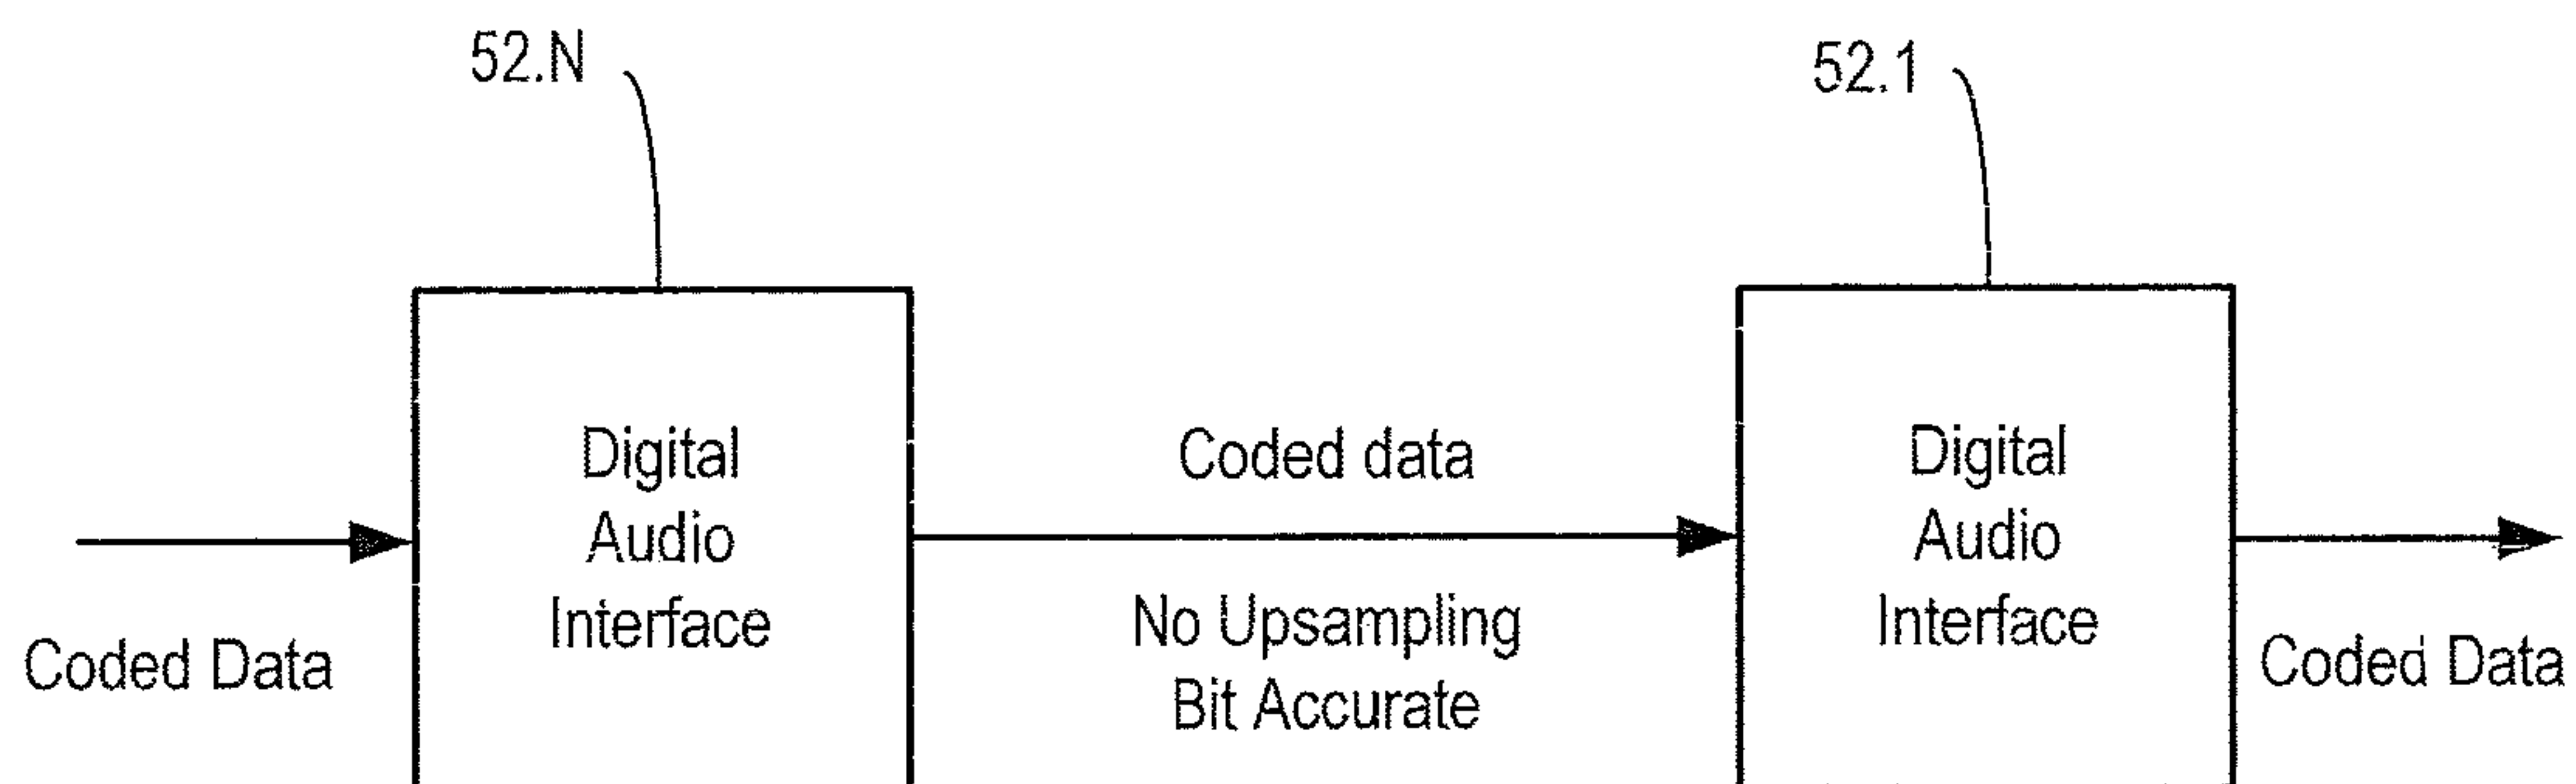 52.N
52.1
Digital
Audio
Interface
Coded data
No Upsampling
Bit Accurate
Digital
Audio
Interface
Coded Data
Coded Data